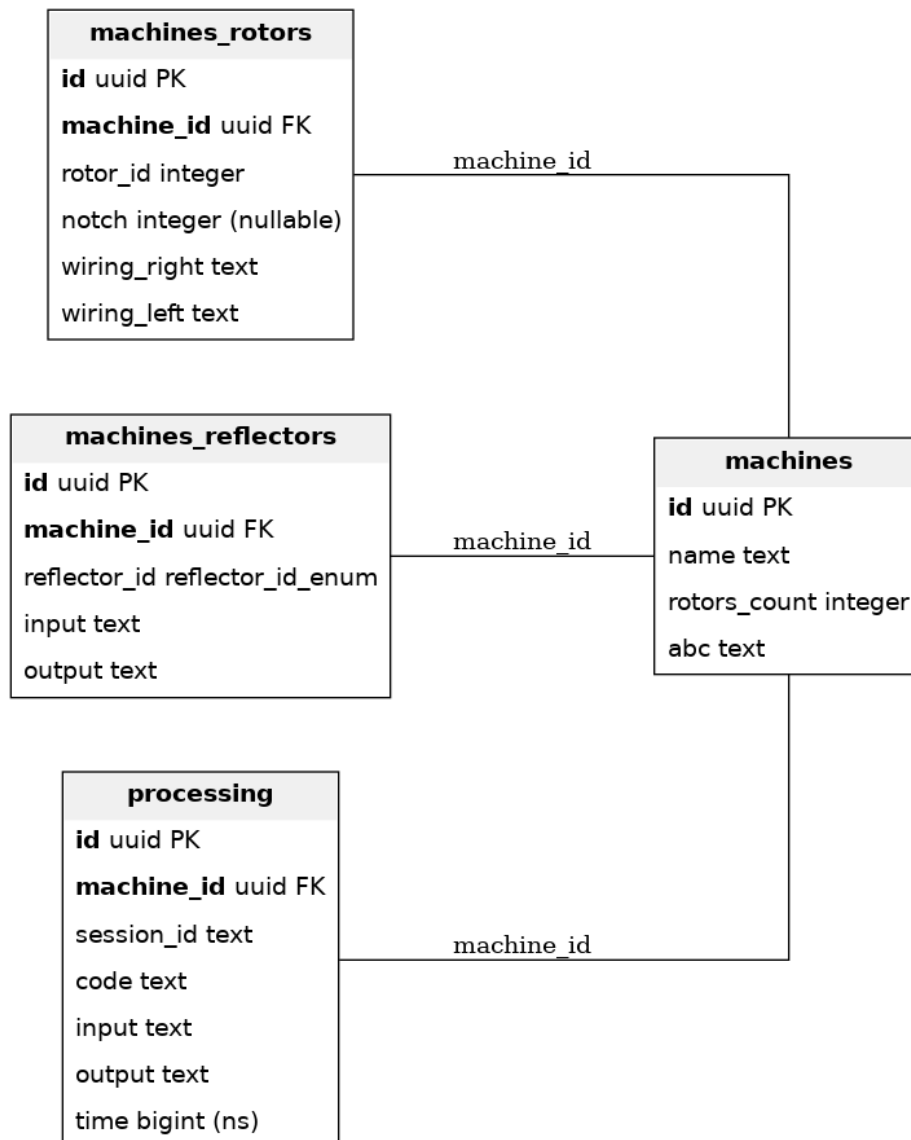 machines_rotors
id uuid PK
machine_id uuid FK
rotor_id integer
notch integer (nullable)
wiring_right text
wiring_left text
machine_id
machines_reflectors
id uuid PK
machine_id uuid FK
reflector_id reflector_id_enum
input text
output text
machine_id
machines
id uuid PK
name text
rotors_count integer
abc text
processing
id uuid PK
machine_id uuid FK
session_id text
code text
input text
output text
time bigint (ns)
machine_id